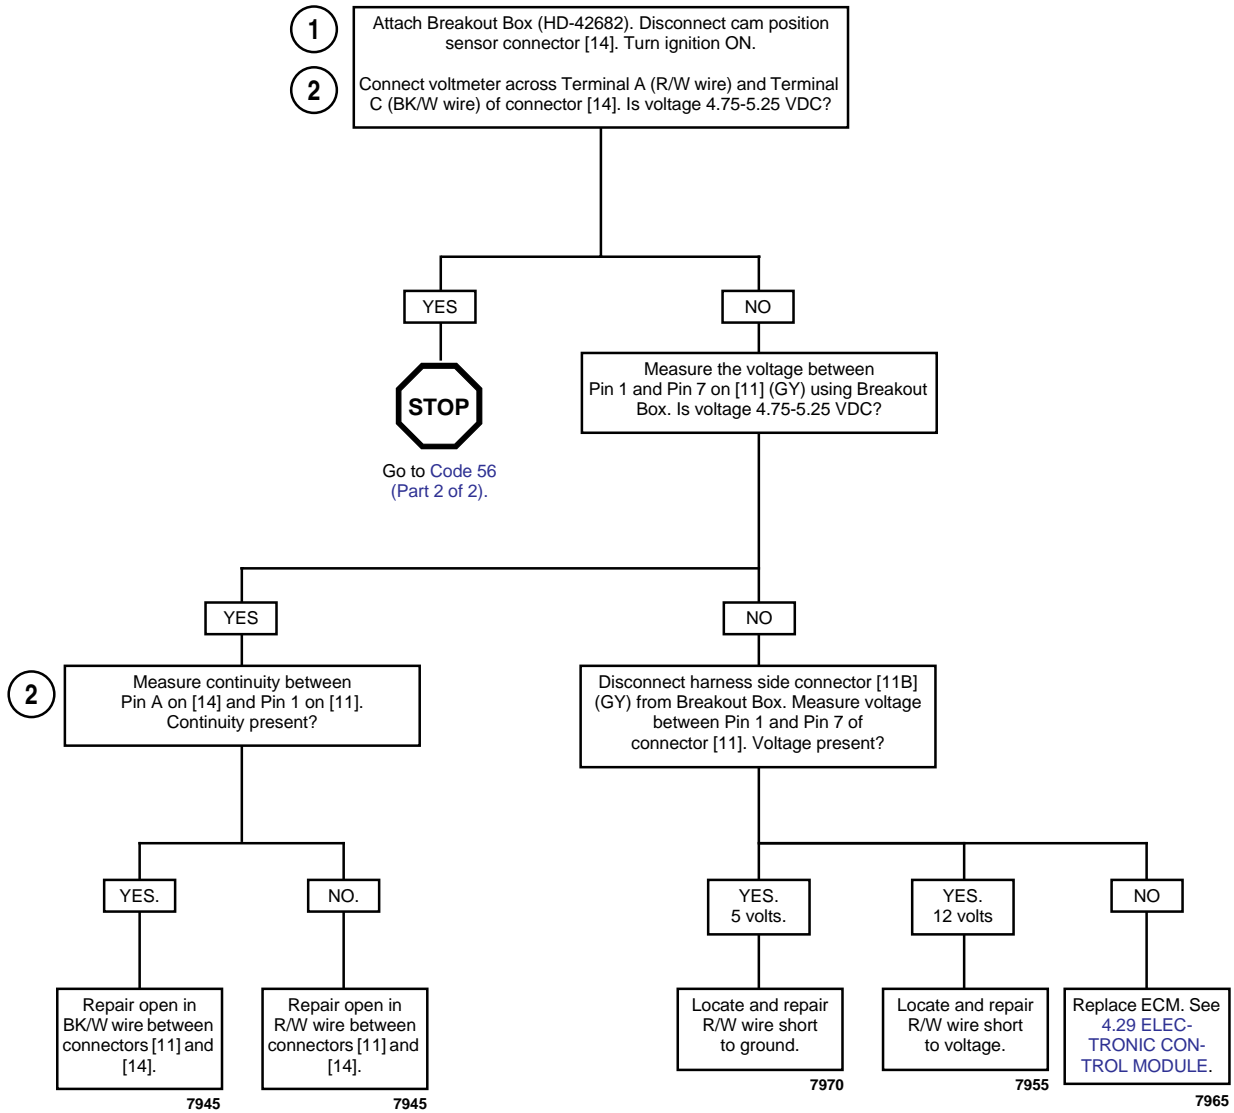 1
Attach Breakout Box (HD-42682). Disconnect cam position
sensor connector [14]. Turn ignition ON.
2
Connect voltmeter across Terminal A (R/W wire) and Terminal
C (BK/W wire) of connector [14]. Is voltage 4.75-5.25 VDC?
YES
NO
STOP
Go to Code 56
(Part 2 of 2).
Measure the voltage between
Pin 1 and Pin 7 on [11] (GY) using Breakout
Box. Is voltage 4.75-5.25 VDC?
YES
NO
2
Measure continuity between
Pin A on [14] and Pin 1 on [11].
Continuity present?
Disconnect harness side connector [11B]
(GY) from Breakout Box. Measure voltage
between Pin 1 and Pin 7 of
connector [11]. Voltage present?
YES.
NO.
YES.
5 volts.
YES.
12 volts
NO
Repair open in
BK/W wire between
connectors [11] and
[14].
7945
Repair open in
R/W wire between
connectors [11] and
[14].
7945
Locate and repair
R/W wire short
to ground.
7970
Locate and repair
R/W wire short
to voltage.
7955
Replace ECM. See
4.29 ELEC-
TRONIC CON-
TROL MODULE.
7965